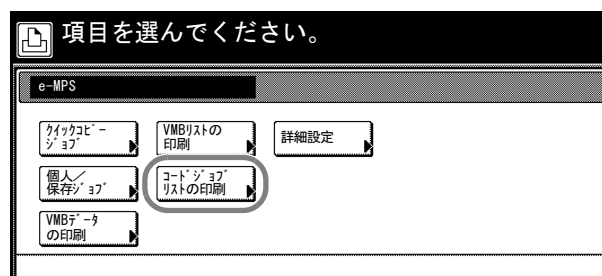 項目を選んでください。
e-MPS
ｸｲｯｸｺﾋﾟｰ
ｼﾞｮﾌﾞ
VMBﾘｽﾄの
印刷
詳細設定
個人／
保存ｼﾞｮﾌﾞ
ｺｰﾄﾞｼﾞｮﾌﾞ
ﾘｽﾄの印刷
VMBﾃﾞｰﾀ
の印刷